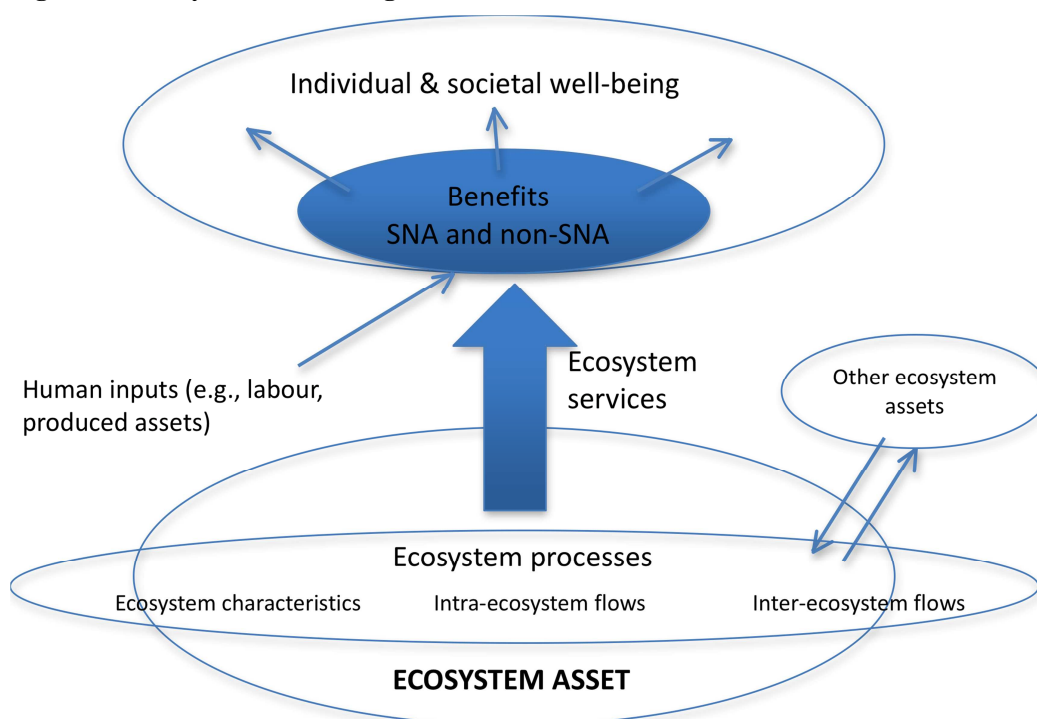 Individual & societal well-being
Benefits
SNA and non-SNA
Ecosystem
services
Human inputs (e.g., labour,
produced assets)
Other ecosystem
assets
Ecosystem processes
Ecosystem characteristics
Intra-ecosystem flows
Inter-ecosystem flows
ECOSYSTEM ASSET